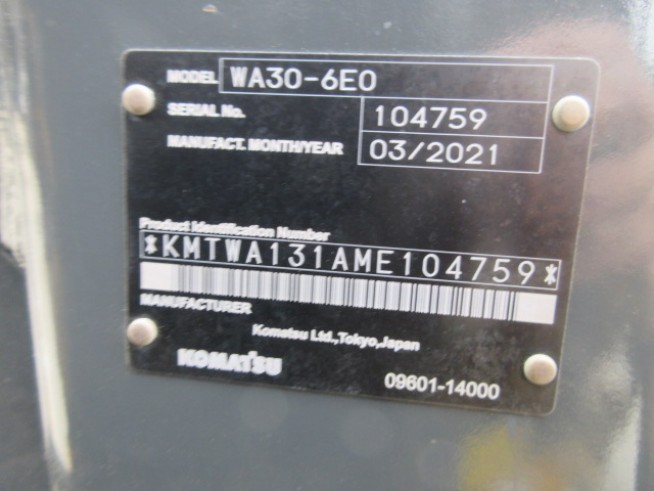 MODEL WA30-6E0
SERIAL No. 104759
MANUFACT. MONTH/YEAR 03/2021
Product Identification Number
*KMTWA131AME104759*
MANUFACTURER
Komatsu Ltd.,Tokyo,Japan
KOMATSU
09601-14000